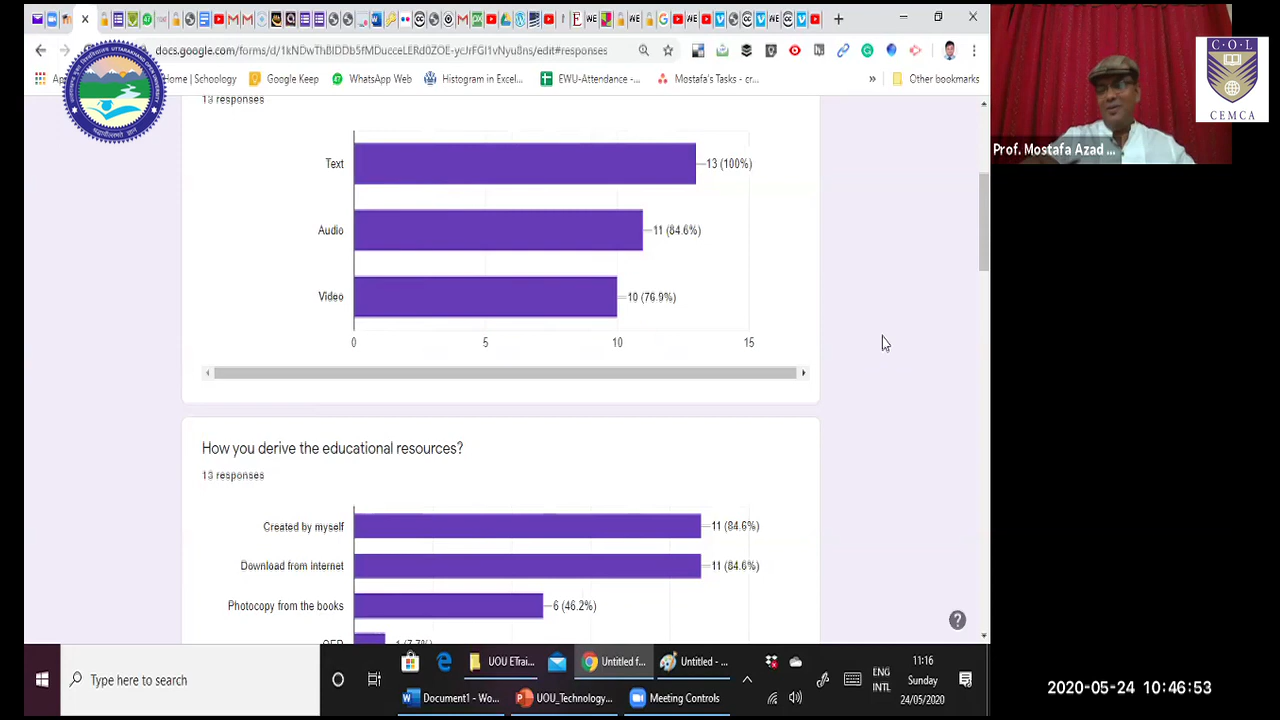 docs.google.com/forms/d/1kNDwThBIDDb5fMDucceLERd0ZOE-ycJrFGI1vNyu8ns/edit#responses
Home | Schoology
Google Keep
WhatsApp Web
Histogram in Excel...
EWU-Attendance -...
Mostafa's Tasks - cr...
»
Other bookmarks
C·O·L
CEMCA
Prof. Mostafa Azad ...
13 responses
Text
13 (100%)
Audio
11 (84.6%)
Video
10 (76.9%)
0 5 10 15
How you derive the educational resources?
13 responses
Created by myself
11 (84.6%)
Download from internet
11 (84.6%)
Photocopy from the books
6 (46.2%)
OER
1 (7.7%)
Type here to search
UOU ETrai...
Untitled f...
Untitled - ...
Document1 - Wo...
UOU_Technology...
Meeting Controls
ENG
INTL
11:16
Sunday
24/05/2020
2020-05-24 10:46:53